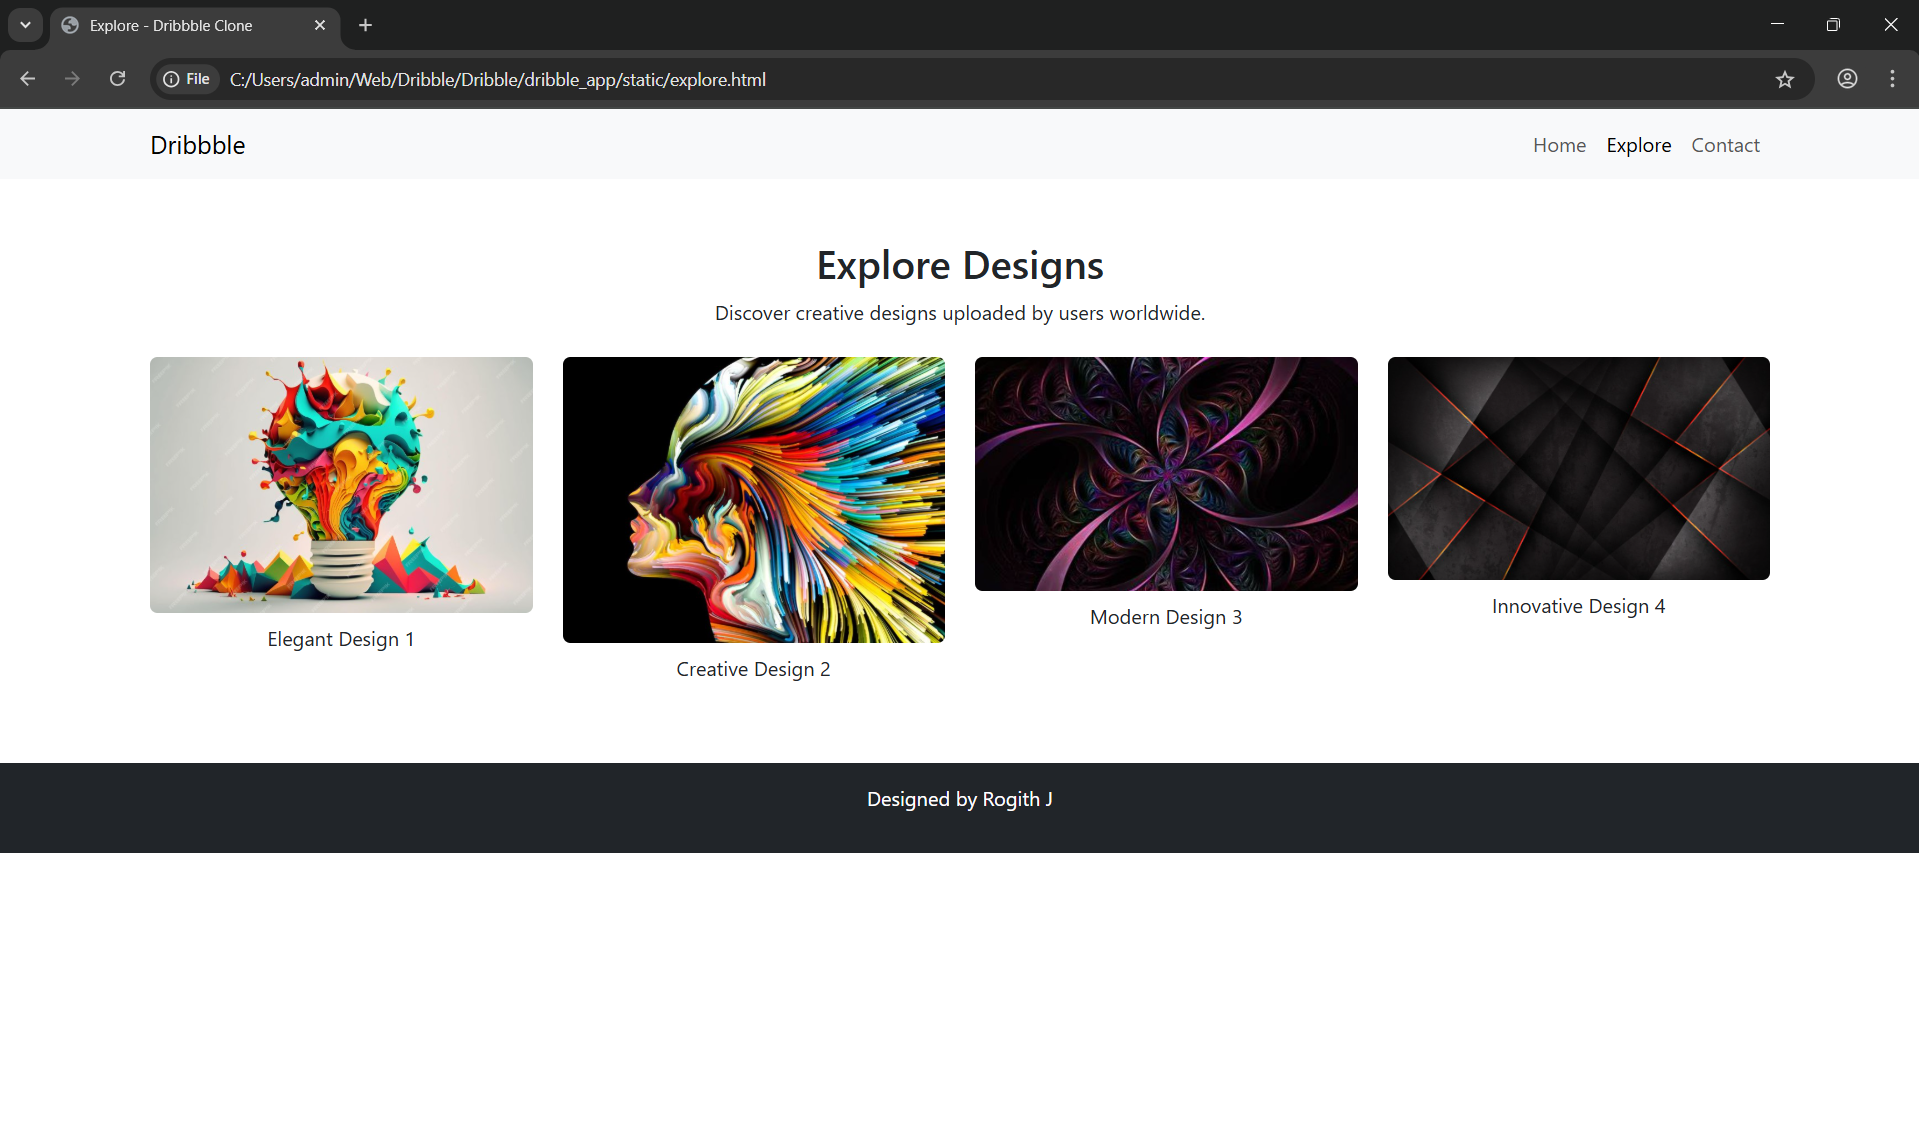 Explore - Dribbble Clone
File C:/Users/admin/Web/Dribble/Dribble/dribble_app/static/explore.html
Dribbble
Home Explore Contact
Explore Designs
Discover creative designs uploaded by users worldwide.
Elegant Design 1
Creative Design 2
Modern Design 3
Innovative Design 4
Designed by Rogith J